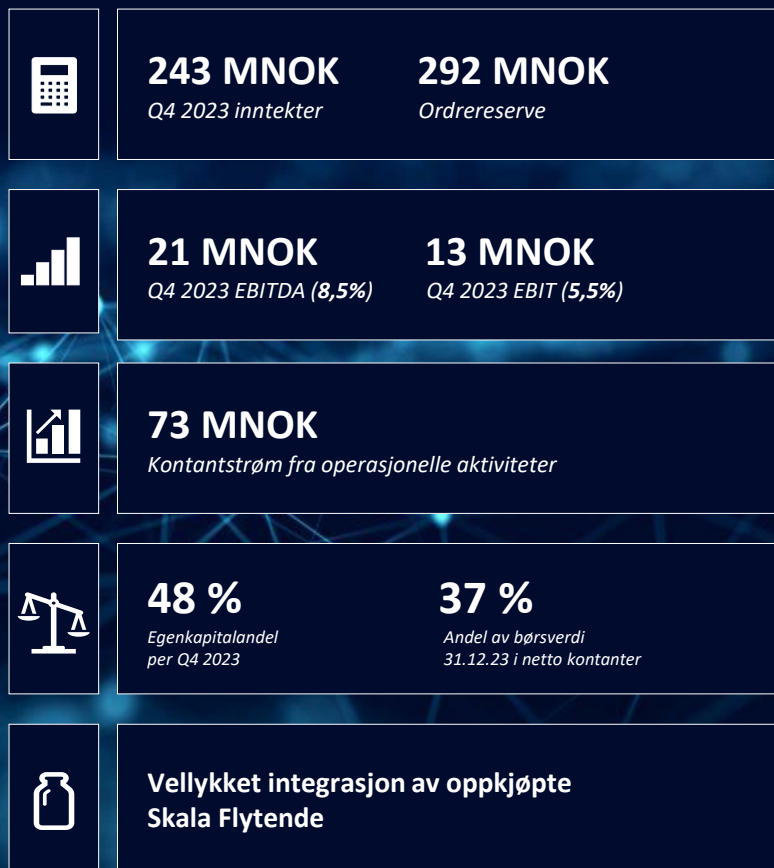 243 MNOK
Q4 2023 inntekter
292 MNOK
Ordrereserve
21 MNOK
Q4 2023 EBITDA (8,5%)
13 MNOK
Q4 2023 EBIT (5,5%)
73 MNOK
Kontantstrøm fra operasjonelle aktiviteter
48 %
Egenkapitalandel
per Q4 2023
37 %
Andel av børsverdi
31.12.23 i netto kontanter
Vellykket integrasjon av oppkjøpte
Skala Flytende